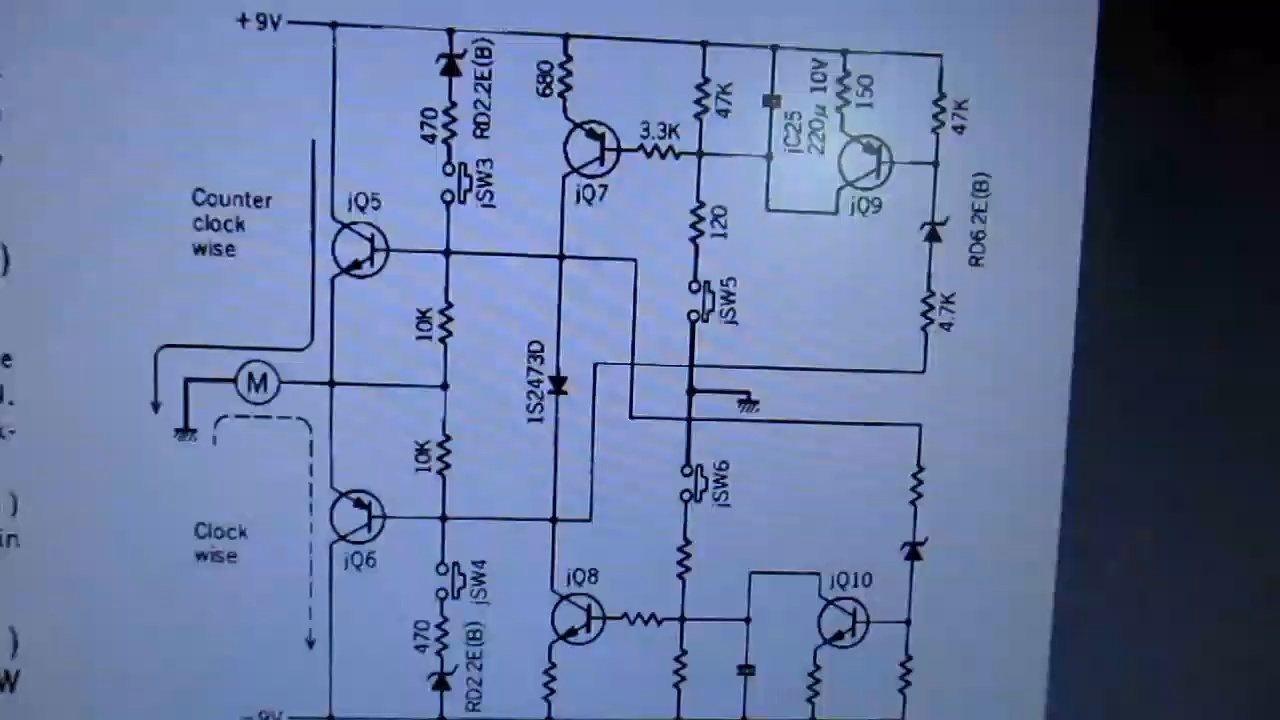 +9V
680
RD2.2E(B)
470
jSW3
3.3K
47K
jC25
220μ 10V
150
47K
Counter
clock
wise
jQ5
jQ7
jQ9
120
RD6.2E(B)
jSW5
4.7K
10K
1S2473D
M
10K
jSW6
Clock
wise
jQ6
jSW4
jQ8
jQ10
470
RD2.2E(B)
-9V
)
e
.
)
in
)
W